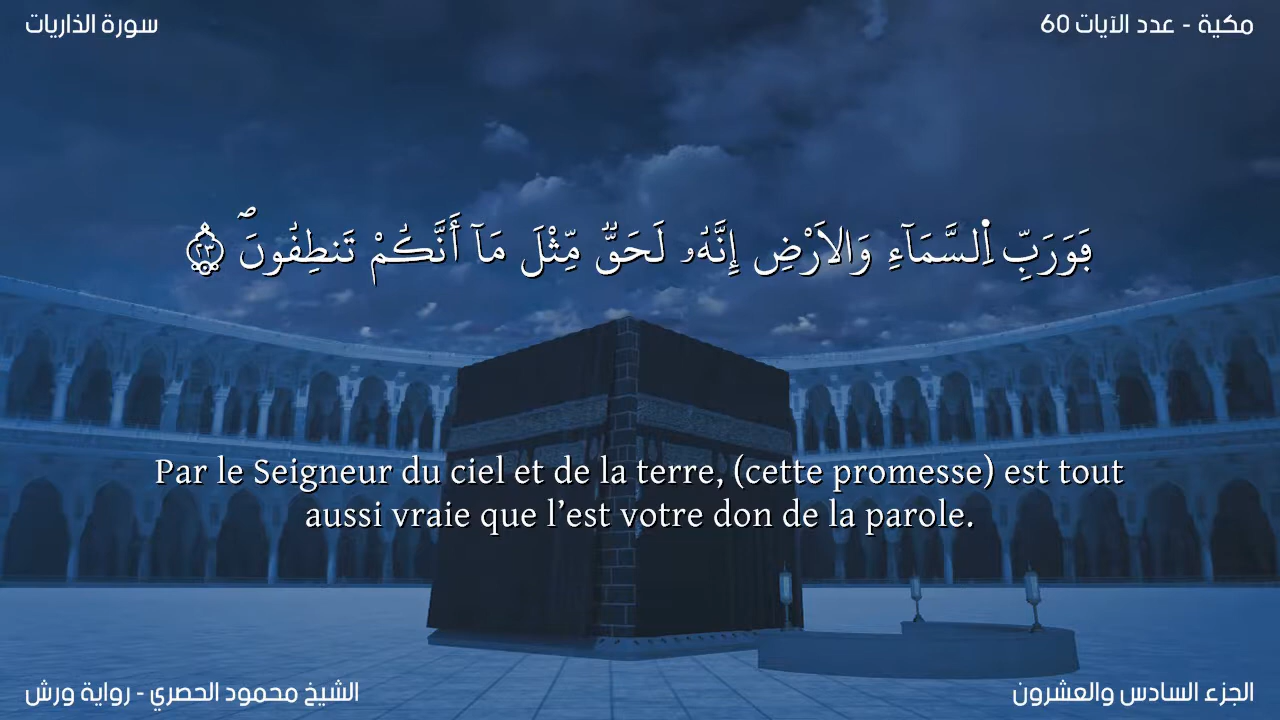 مكية - عدد الآيات 60
سورة الذاريات
فَوَرَبِّ اِ۬لسَّمَآءِ وَالَارْضِ إِنَّهُۥ لَحَقّٞ مِّثْلَ مَآ أَنَّكُمْ تَنطِقُونَۖ ٢٣
Par le Seigneur du ciel et de la terre, (cette promesse) est tout
aussi vraie que l’est votre don de la parole.
الجزء السادس والعشرون
الشيخ محمود الحصري - رواية ورش